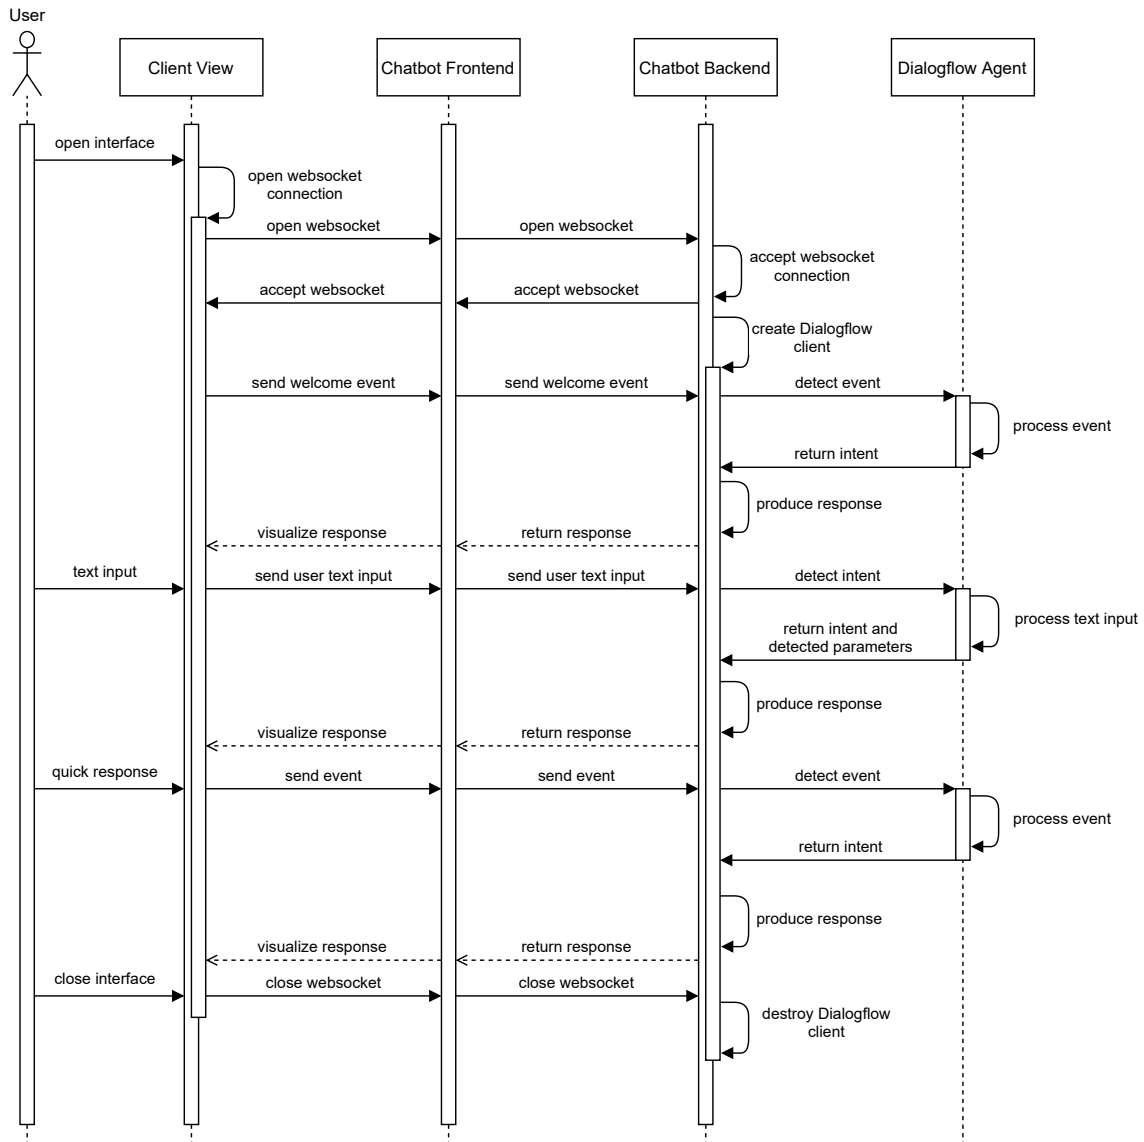 User
Client View
Chatbot Frontend
Chatbot Backend
Dialogflow Agent
open interface
open websocket
connection
open websocket
open websocket
accept websocket
connection
accept websocket
accept websocket
create Dialogflow
client
send welcome event
send welcome event
detect event
process event
return intent
produce response
visualize response
return response
text input
send user text input
send user text input
detect intent
process text input
return intent and
detected parameters
produce response
visualize response
return response
quick response
send event
send event
detect event
process event
return intent
produce response
visualize response
return response
close interface
close websocket
close websocket
destroy Dialogflow
client